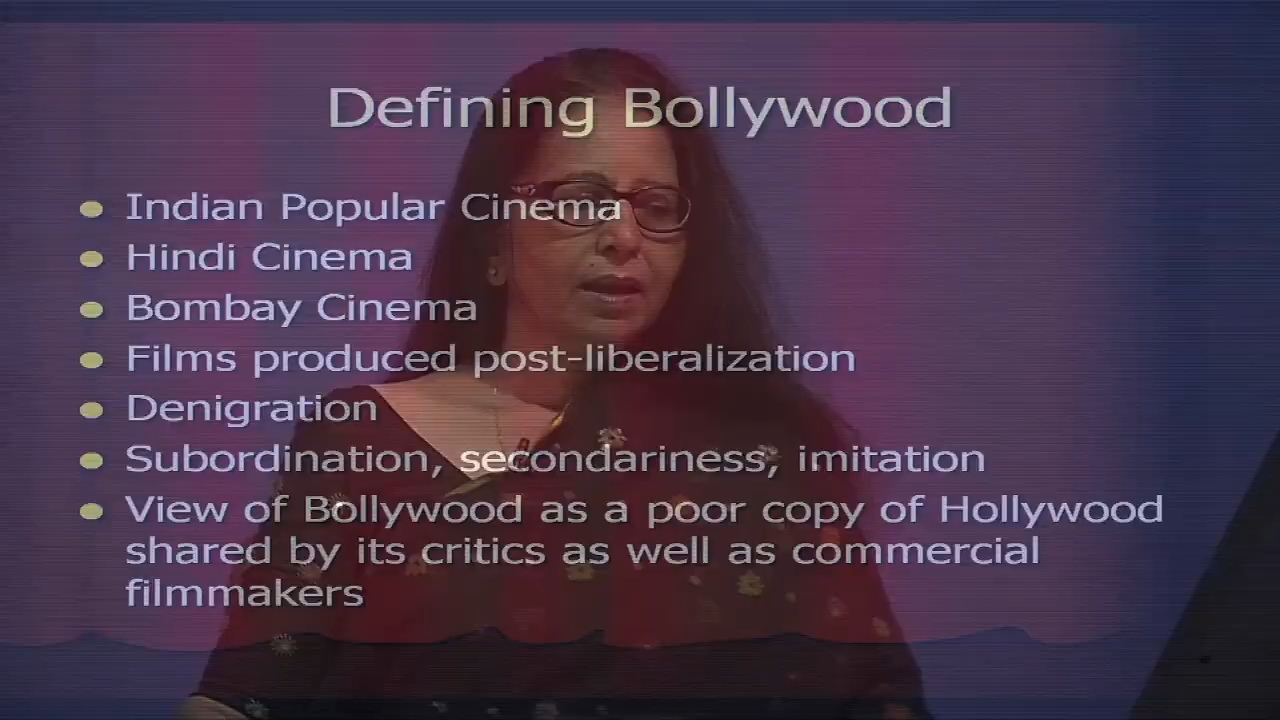 Defining Bollywood
Indian Popular Cinema
Hindi Cinema
Bombay Cinema
Films produced post-liberalization
Denigration
Subordination, secondariness, imitation
View of Bollywood as a poor copy of Hollywood
shared by its critics as well as commercial
filmmakers